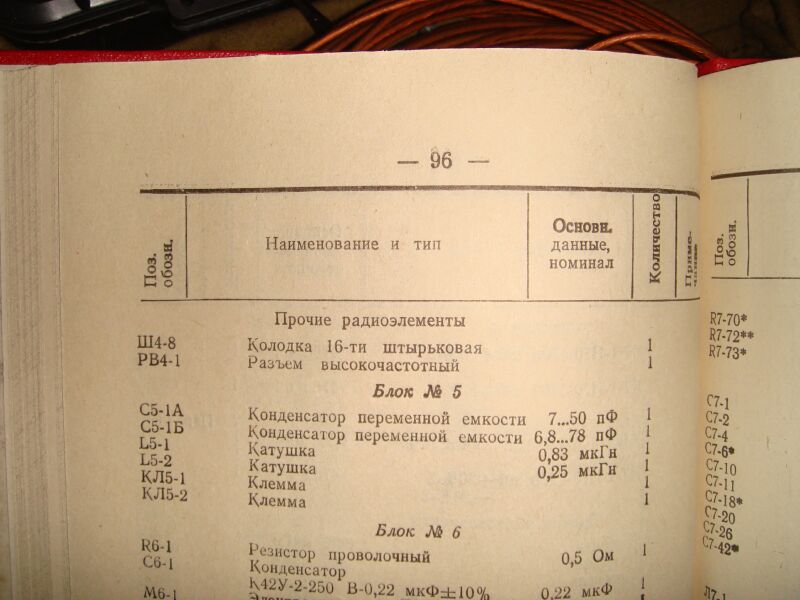 — 96 —
Поз. обозн. Наименование и тип Основн. данные, номинал Количество Приме-
Прочие радиоэлементы
Ш4-8 Колодка 16-ти штырьковая 1
РВ4-1 Разъем высокочастотный 1
Блок № 5
С5-1А Конденсатор переменной емкости 7...50 пФ 1
С5-1Б Конденсатор переменной емкости 6,8...78 пФ 1
L5-1 Катушка 0,83 мкГн 1
L5-2 Катушка 0,25 мкГн 1
КЛ5-1 Клемма 1
КЛ5-2 Клемма 1
Блок № 6
R6-1 Резистор проволочный 0,5 Ом 1
С6-1 Конденсатор
К42У-2-250 В-0,22 мкФ±10% 0,22 мкФ 1
М6-1
Поз. обозн.
R7-70*
R7-72**
R7-73*
С7-1
С7-2
С7-4
С7-6*
С7-10
С7-11
С7-18*
С7-20
С7-26
С7-42*
Л7-1